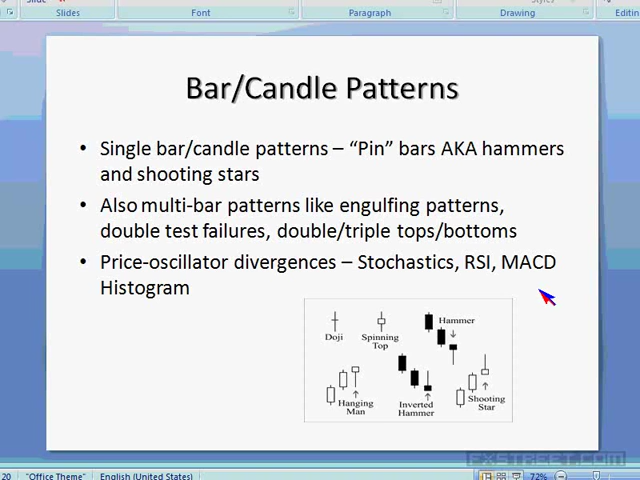 Slides Font Paragraph Drawing Editin
Bar/Candle Patterns
• Single bar/candle patterns – “Pin” bars AKA hammers
and shooting stars
• Also multi-bar patterns like engulfing patterns,
double test failures, double/triple tops/bottoms
• Price-oscillator divergences – Stochastics, RSI, MACD
Histogram
Doji
Spinning
Top
Hammer
Hanging
Man
Inverted
Hammer
Shooting
Star
FXSTREET.COM
20 "Office Theme" English (United States) 72%